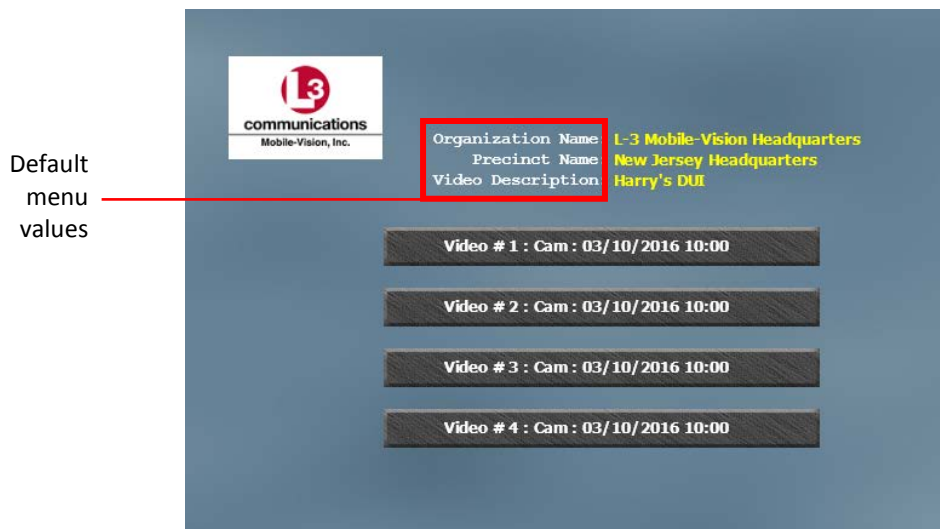 L3
communications
Mobile-Vision, Inc.
Default
menu
values
Organization Name L-3 Mobile-Vision Headquarters
Precinct Name New Jersey Headquarters
Video Description Harry's DUI
Video # 1 : Cam : 03/10/2016 10:00
Video # 2 : Cam : 03/10/2016 10:00
Video # 3 : Cam : 03/10/2016 10:00
Video # 4 : Cam : 03/10/2016 10:00